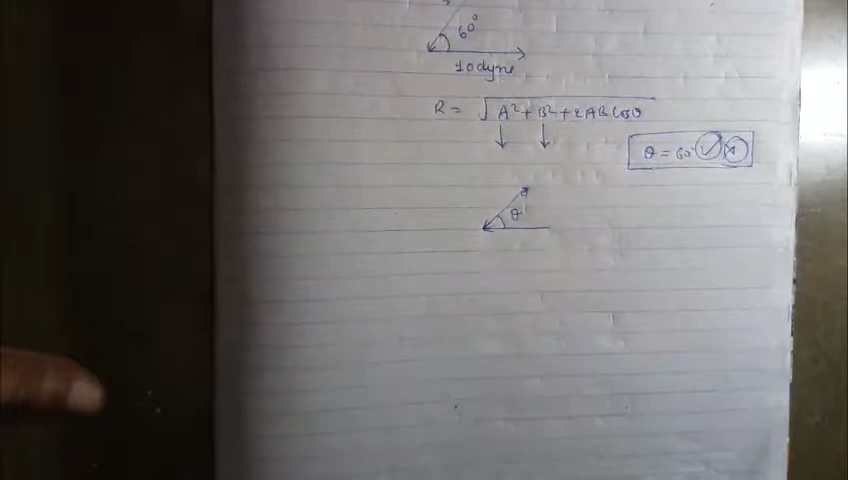 60°
10 dyne
R = √A² + B² + 2AB Cosθ
θ = 60° ✓ ✗
θ